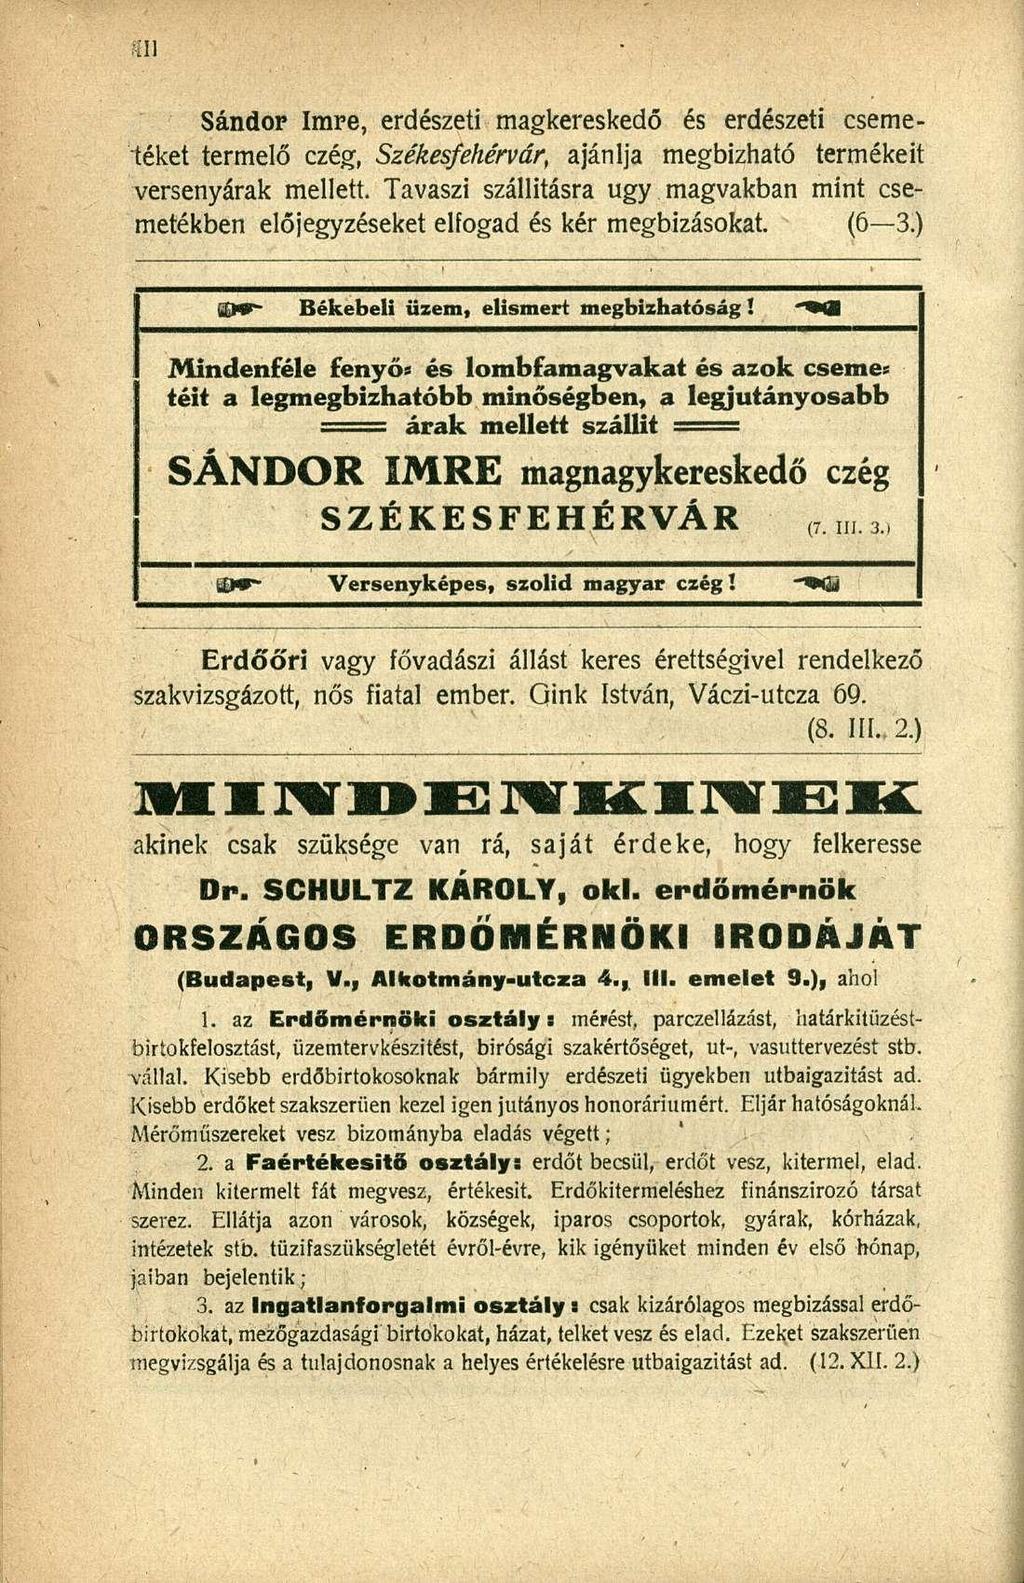 III
Sándor Imre, erdészeti magkereskedő és erdészeti cseme-
téket termelő czég, Székesfehérvár, ajánlja megbizható termékeit
versenyárak mellett. Tavaszi szállitásra ugy magvakban mint cse-
metékben előjegyzéseket elfogad és kér megbizásokat. (6—3.)
Békebeli üzem, elismert megbizhatóság!
Mindenféle fenyő= és lombfamagvakat és azok cseme=
téit a legmegbizhatóbb minőségben, a legjutányosabb
árak mellett szállit
SÁNDOR IMRE magnagykereskedő czég
SZÉKESFEHÉRVÁR (7. III. 3.)
Versenyképes, szolid magyar czég!
Erdőőri vagy fővadászi állást keres érettségivel rendelkező
szakvizsgázott, nős fiatal ember. Gink István, Váczi-utcza 69.
(8. III. 2.)
MINDENKINEK
akinek csak szüksége van rá, saját érdeke, hogy felkeresse
Dr. SCHULTZ KÁROLY, okl. erdőmérnök
ORSZÁGOS ERDŐMÉRNÖKI IRODÁJÁT
(Budapest, V., Alkotmány-utcza 4., III. emelet 9.), ahol
1. az Erdőmérnöki osztály: mérést, parczellázást, határkitüzést-
birtokfelosztást, üzemtervkészitést, birósági szakértőséget, ut-, vasuttervezést stb.
vállal. Kisebb erdőbirtokosoknak bármily erdészeti ügyekben utbaigazitást ad.
Kisebb erdőket szakszerüen kezel igen jutányos honoráriumért. Eljár hatóságoknál.
Mérőműszereket vesz bizományba eladás végett;
2. a Faértékesitő osztály: erdőt becsül, erdőt vesz, kitermel, elad.
Minden kitermelt fát megvesz, értékesit. Erdőkitermeléshez finánszirozó társat
szerez. Ellátja azon városok, községek, iparos csoportok, gyárak, kórházak,
intézetek stb. tüzifaszükségletét évről-évre, kik igényüket minden év első hónap,
jaiban bejelentik;
3. az Ingatlanforgalmi osztály: csak kizárólagos megbizással erdő-
birtokokat, mezőgazdasági birtokokat, házat, telket vesz és elad. Ezeket szakszerüen
megvizsgálja és a tulajdonosnak a helyes értékelésre utbaigazitást ad. (12. XII. 2.)